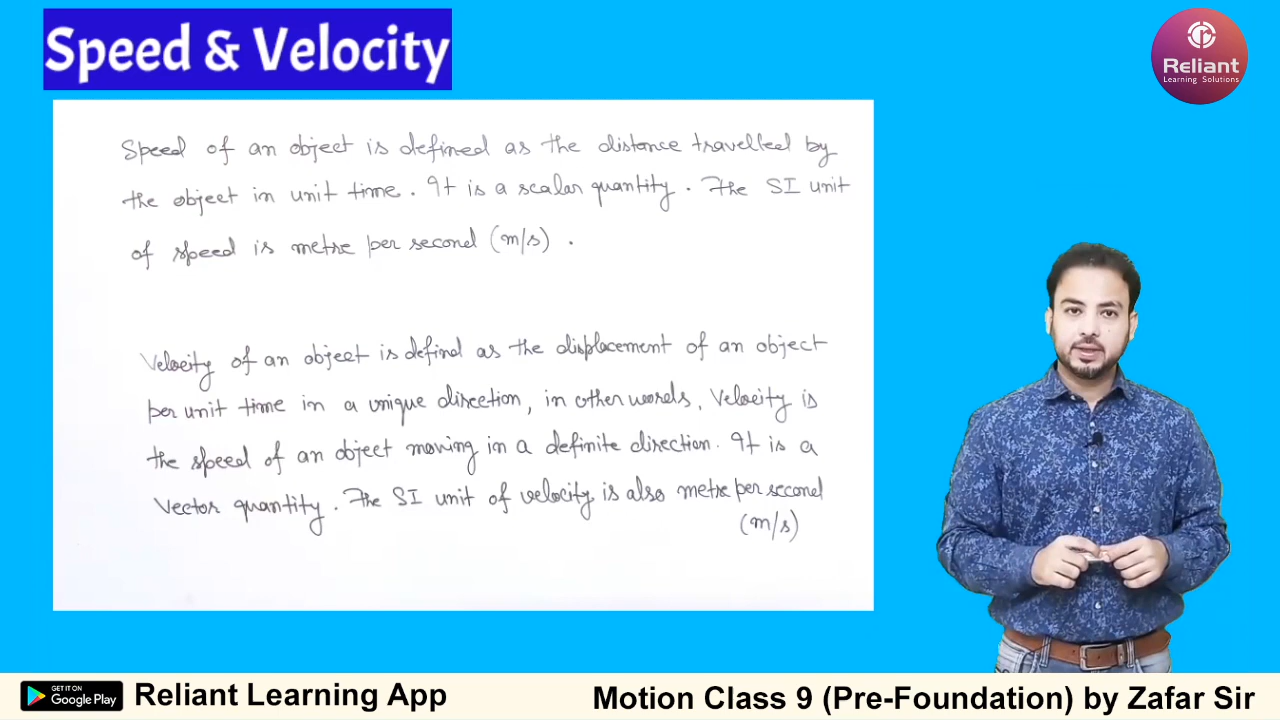 Speed & Velocity
Reliant
Learning Solutions
Speed of an object is defined as the distance travelled by
the object in unit time. It is a scalar quantity. The SI unit
of speed is metre per second (m/s).
Velocity of an object is defined as the displacement of an object
per unit time in a unique direction, in other words, Velocity is
the speed of an object moving in a definite direction. It is a
Vector quantity. The SI unit of velocity is also metre per second
(m/s)
GET IT ON
Google Play
Reliant Learning App
Motion Class 9 (Pre-Foundation) by Zafar Sir